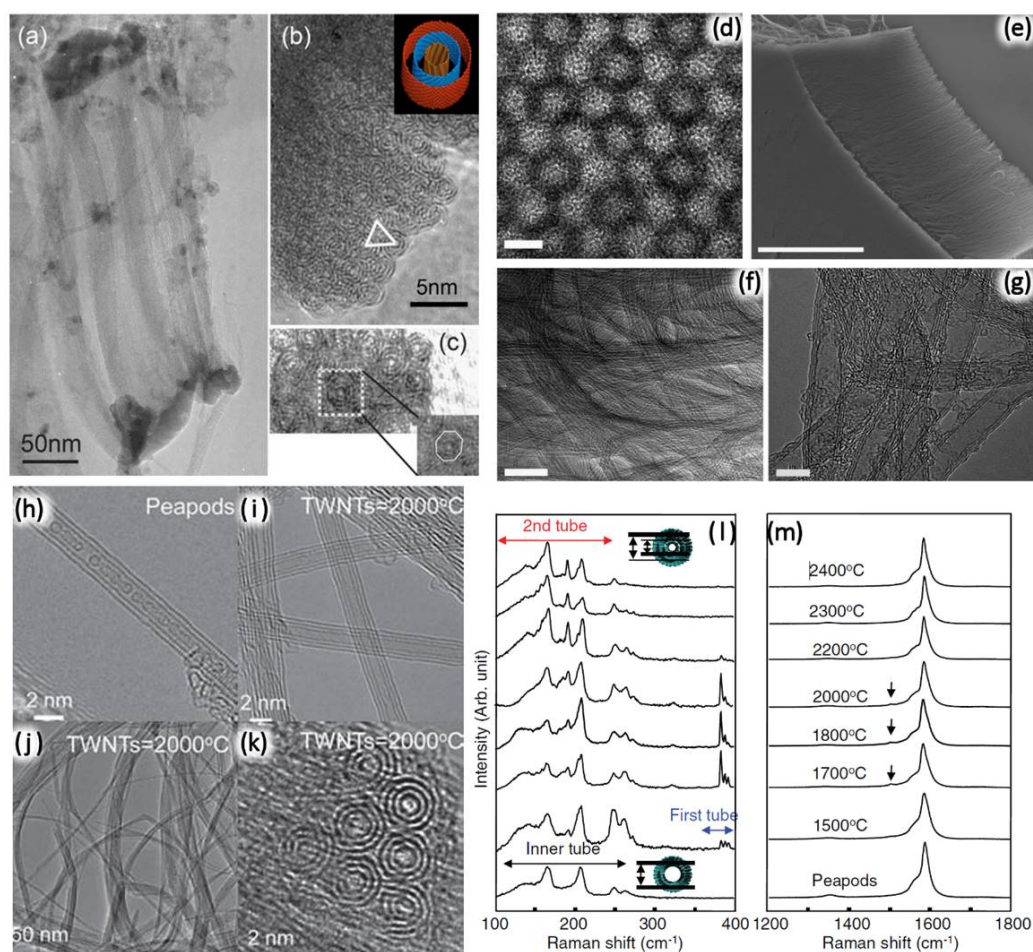 (a)
50nm
(b)
5nm
(c)
(d)
(e)
(f)
(g)
(h)
Peapods
2 nm
(i)
TWNTs=2000°C
2 nm
(j)
TWNTs=2000°C
50 nm
(k)
TWNTs=2000°C
2 nm
(l)
2nd tube
First tube
Inner tube
Intensity (Arb. unit)
100 200 300 400
Raman shift (cm-1)
(m)
2400°C
2300°C
2200°C
2000°C
1800°C
1700°C
1500°C
Peapods
1200 1400 1600 1800
Raman shift (cm-1)